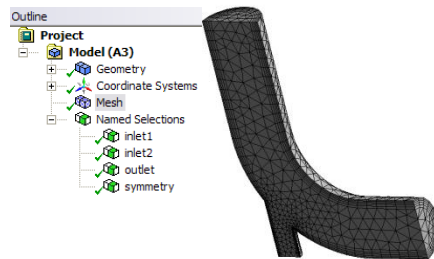 Outline
Project
Model (A3)
Geometry
Coordinate Systems
Mesh
Named Selections
inlet1
inlet2
outlet
symmetry